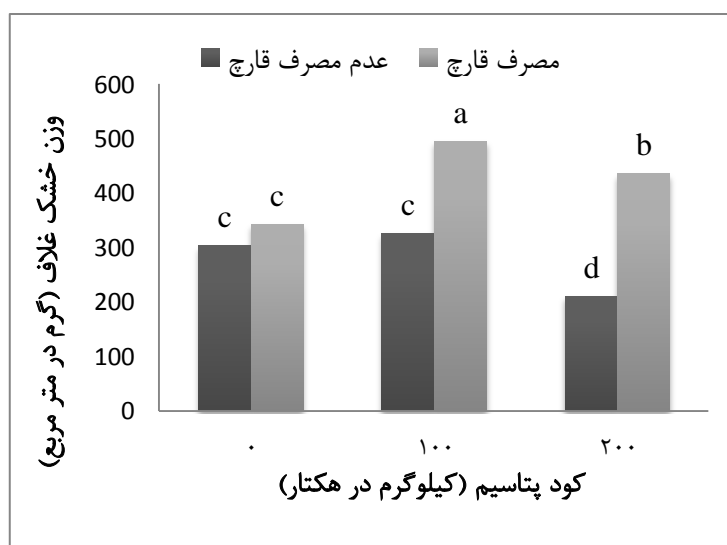 عدم مصرف قارچ مصرف قارچ
وزن خشک غلاف (گرم در متر مربع)
600
500
400
300
200
100
0
c c c a d b
۰ ۱۰۰ ۲۰۰
کود پتاسیم (کیلوگرم در هکتار)